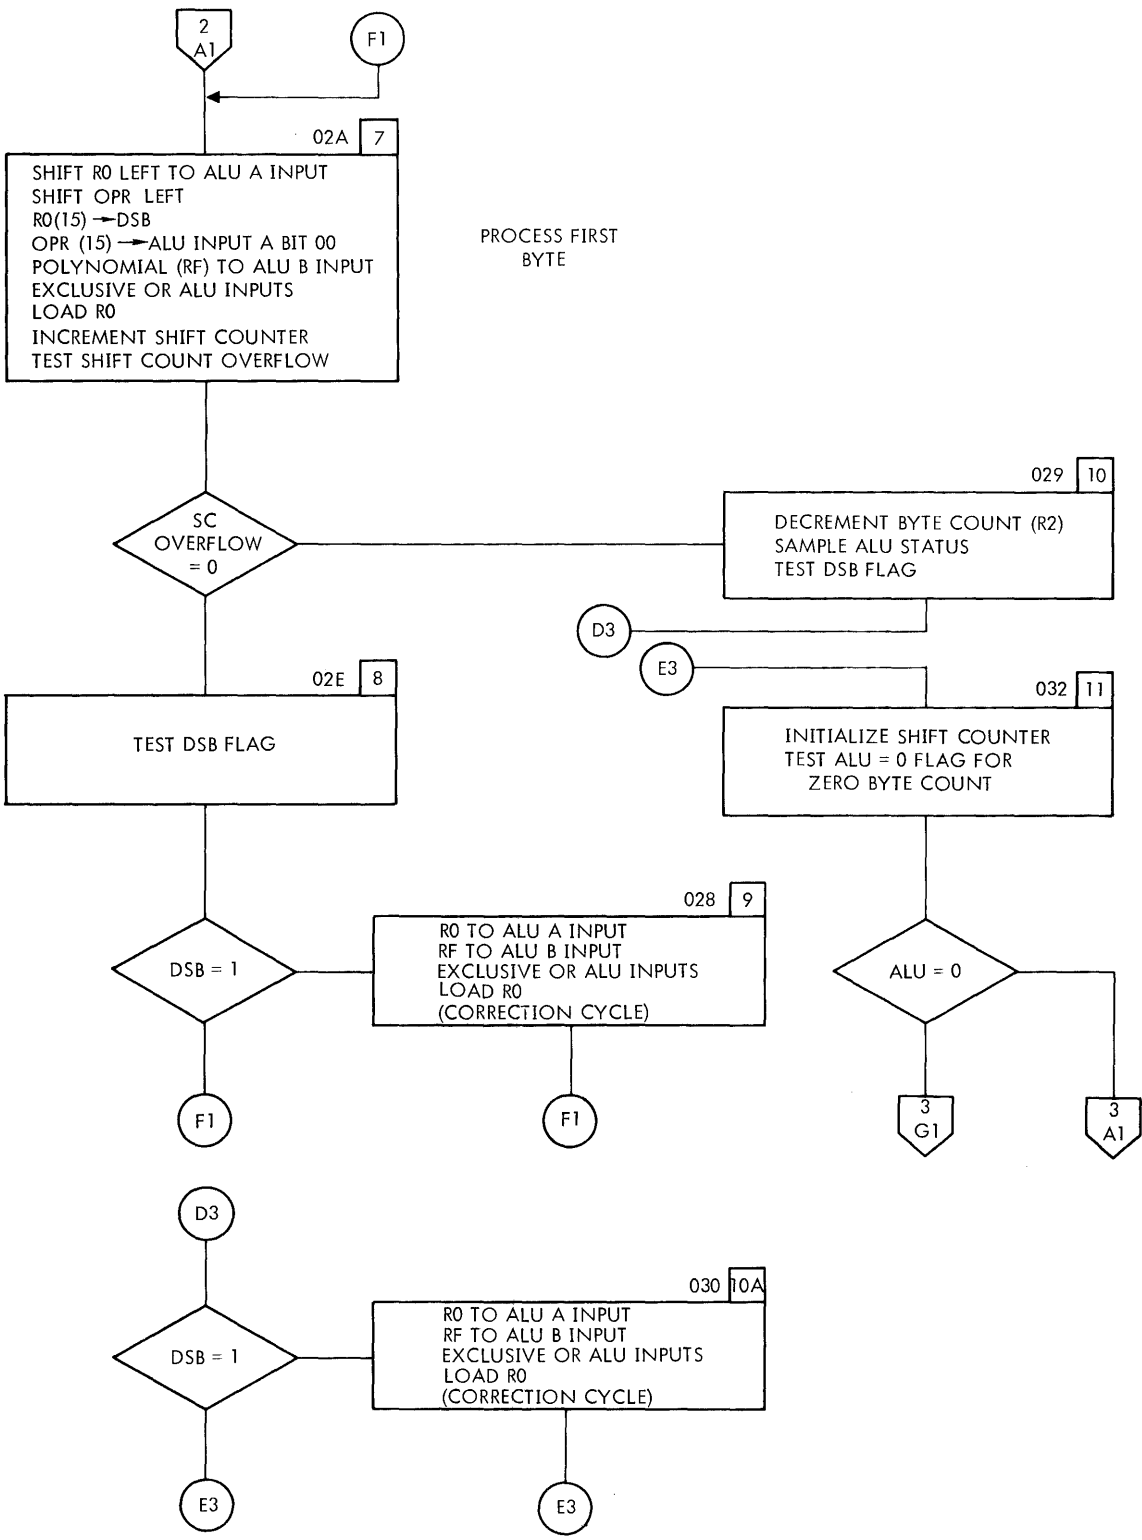 2
A1
F1
02A 7
SHIFT R0 LEFT TO ALU A INPUT
SHIFT OPR LEFT
R0(15) → DSB
OPR (15) → ALU INPUT A BIT 00
POLYNOMIAL (RF) TO ALU B INPUT
EXCLUSIVE OR ALU INPUTS
LOAD R0
INCREMENT SHIFT COUNTER
TEST SHIFT COUNT OVERFLOW
PROCESS FIRST
BYTE
SC
OVERFLOW
= 0
029 10
DECREMENT BYTE COUNT (R2)
SAMPLE ALU STATUS
TEST DSB FLAG
D3
E3
02E 8
TEST DSB FLAG
032 11
INITIALIZE SHIFT COUNTER
TEST ALU = 0 FLAG FOR
ZERO BYTE COUNT
DSB = 1
028 9
R0 TO ALU A INPUT
RF TO ALU B INPUT
EXCLUSIVE OR ALU INPUTS
LOAD R0
(CORRECTION CYCLE)
ALU = 0
F1
F1
3
G1
3
A1
D3
DSB = 1
030 10A
R0 TO ALU A INPUT
RF TO ALU B INPUT
EXCLUSIVE OR ALU INPUTS
LOAD R0
(CORRECTION CYCLE)
E3
E3